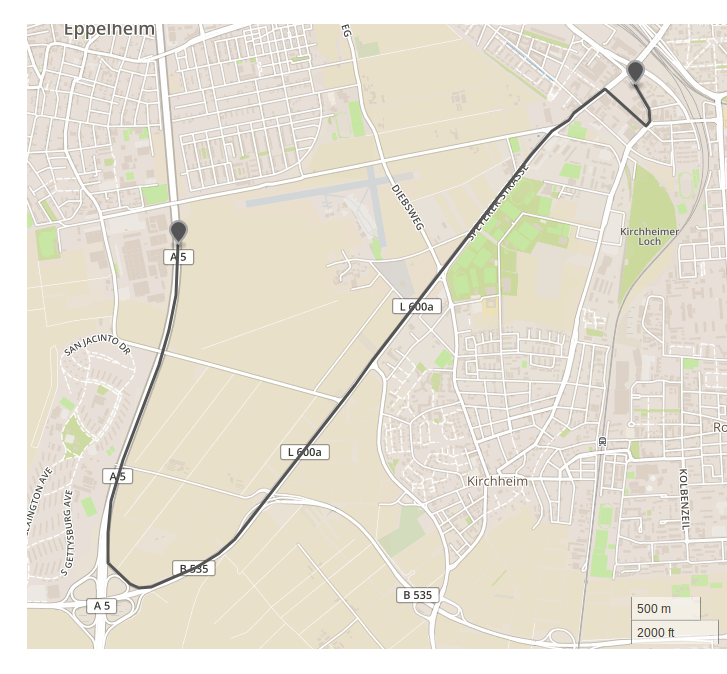 Eppelheim
EG
DIEBSWEG
SPEYERER STRASSE
Kirchheimer
Loch
A 5
L 600a
SAN JACINTO DR
L 600a
Ro
A 5
Kirchheim
KOLBENZEIL
EXINGTON AVE
S GETTYSBURG AVE
B 535
B 535
A 5
500 m
2000 ft